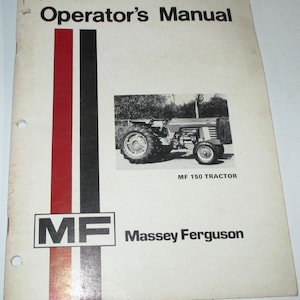 Operator's Manual
MF 150 TRACTOR
MF
Massey Ferguson